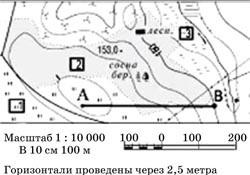 лесн.
153,0
(В)
3
2
сосна
бер.
1
А
В
Масштаб 1 : 10 000
В 10 см 100 м
100 0 100 200
Горизонтали проведены через 2,5 метра